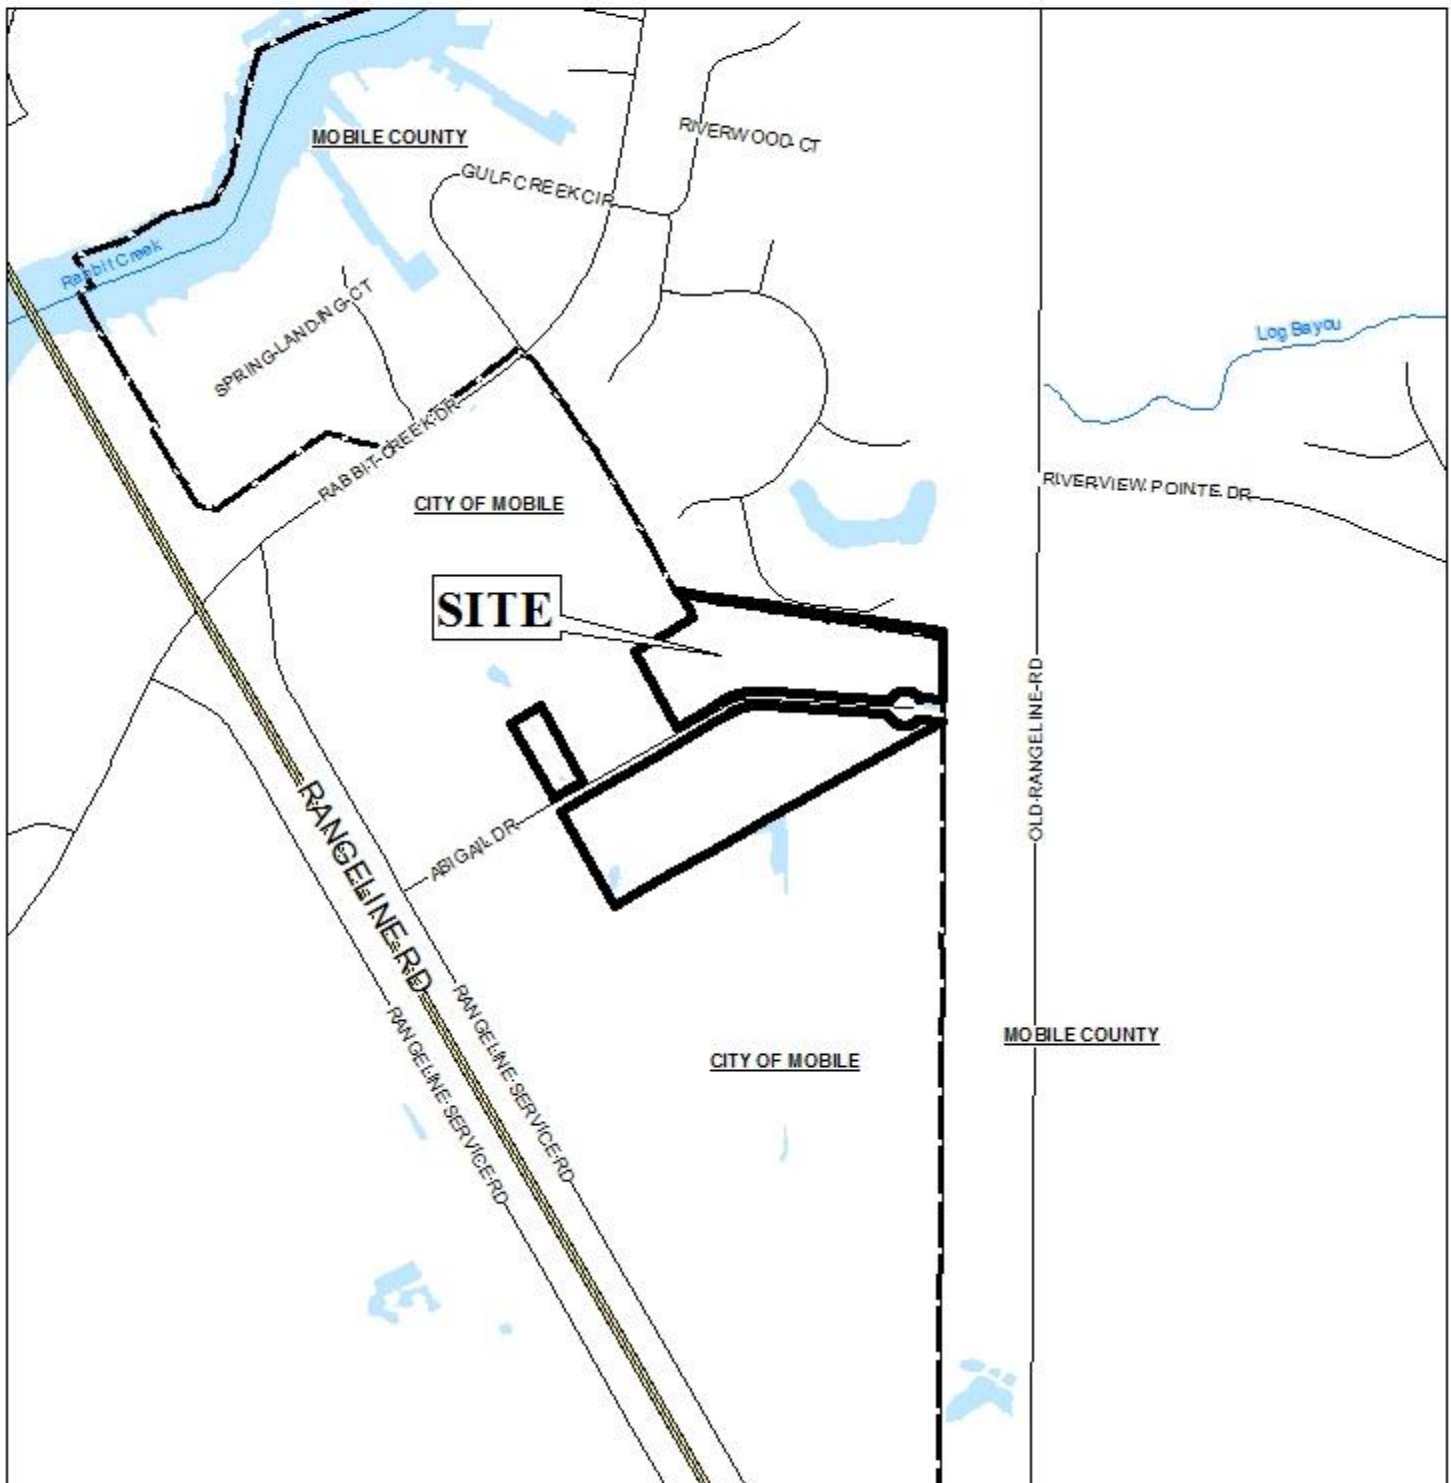 MOBILE COUNTY
RIVERWOOD CT
GULFCREEK CIR
Rabbit Creek
SPRING LANDING CT
Log Bayou
RABBIT CREEK DR
RIVERVIEW POINTE DR
CITY OF MOBILE
SITE
OLD RANGELINE RD
RANGELINE RD
ABIGAIL DR
RANGELINE SERVICE RD
RANGELINE SERVICE RD
MOBILE COUNTY
CITY OF MOBILE